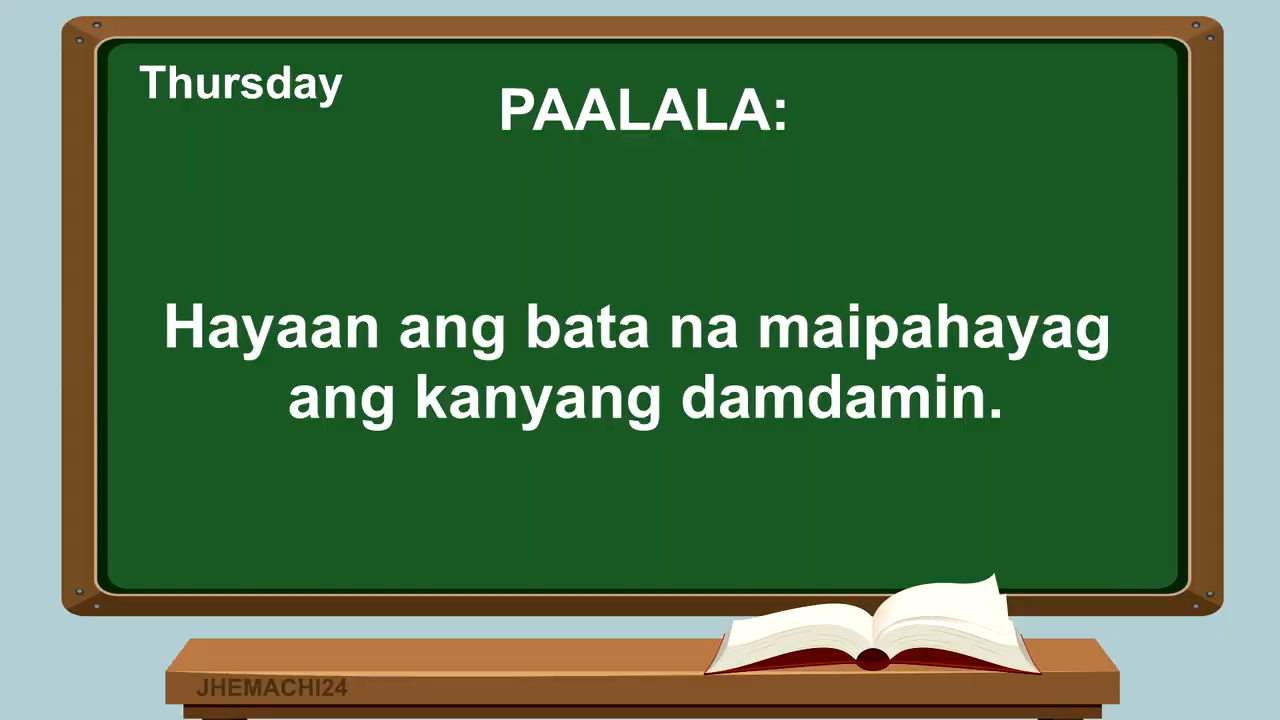 Thursday
PAALALA:
Hayaan ang bata na maipahayag
ang kanyang damdamin.
JHEMACHI24